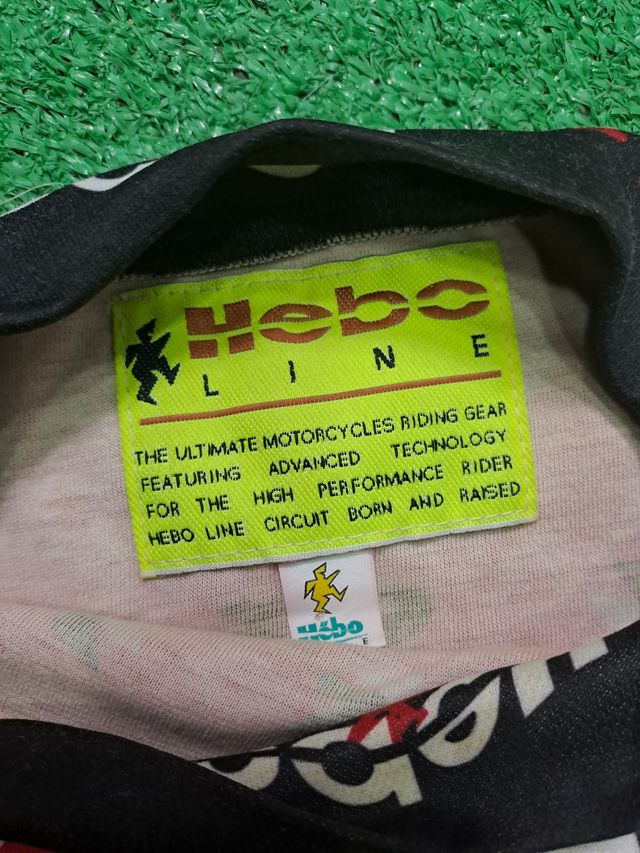 Hebo
LINE
THE ULTIMATE MOTORCYCLES RIDING GEAR
FEATURING ADVANCED TECHNOLOGY
FOR THE HIGH PERFORMANCE RIDER
HEBO LINE CIRCUIT BORN AND RAISED
Hebo
E
Hebo